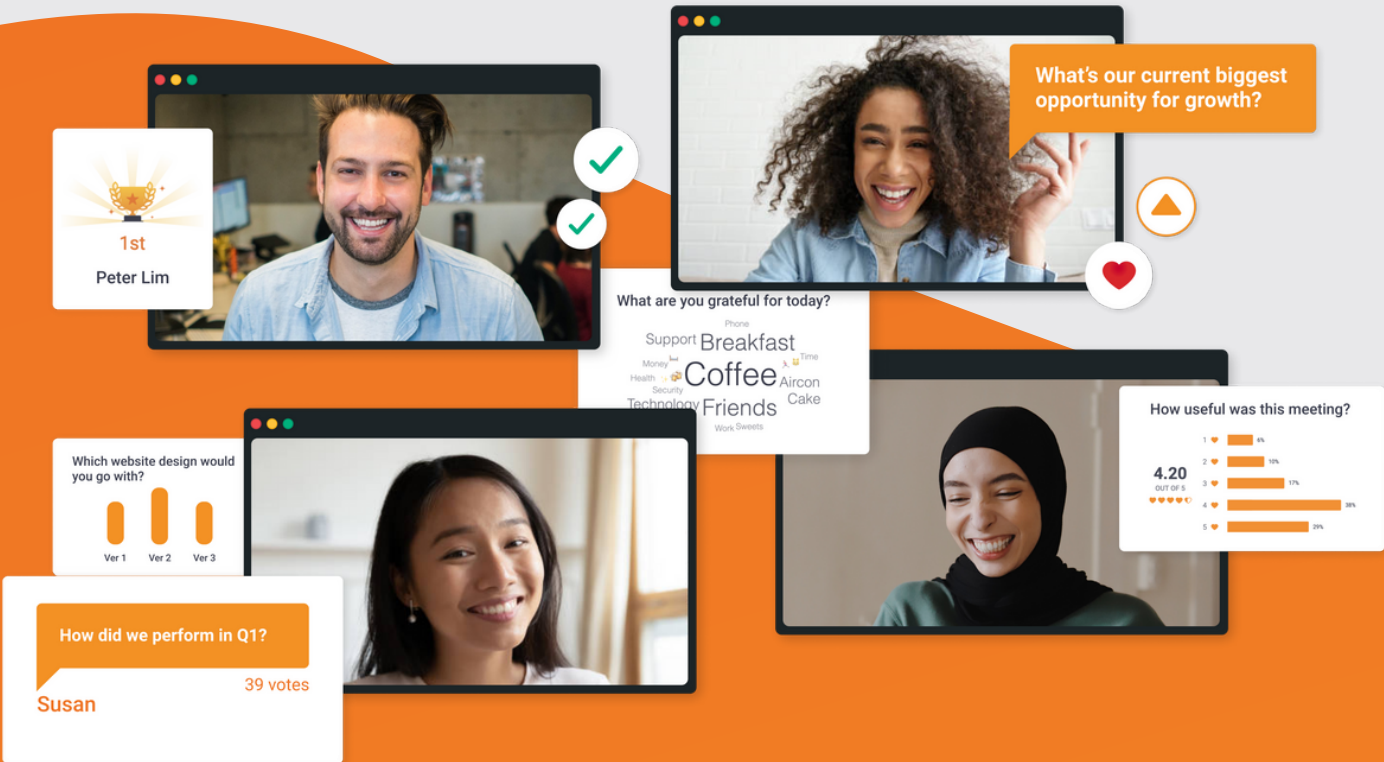 What's our current biggest
opportunity for growth?
1st
Peter Lim
What are you grateful for today?
Phone
Support Breakfast
Money Time
Health Coffee Aircon
Security
Technology Friends Cake
Work Sweets
How useful was this meeting?
1 6%
2 10%
4.20
OUT OF 5
3 17%
4 38%
5 29%
Which website design would
you go with?
Ver 1 Ver 2 Ver 3
How did we perform in Q1?
39 votes
Susan